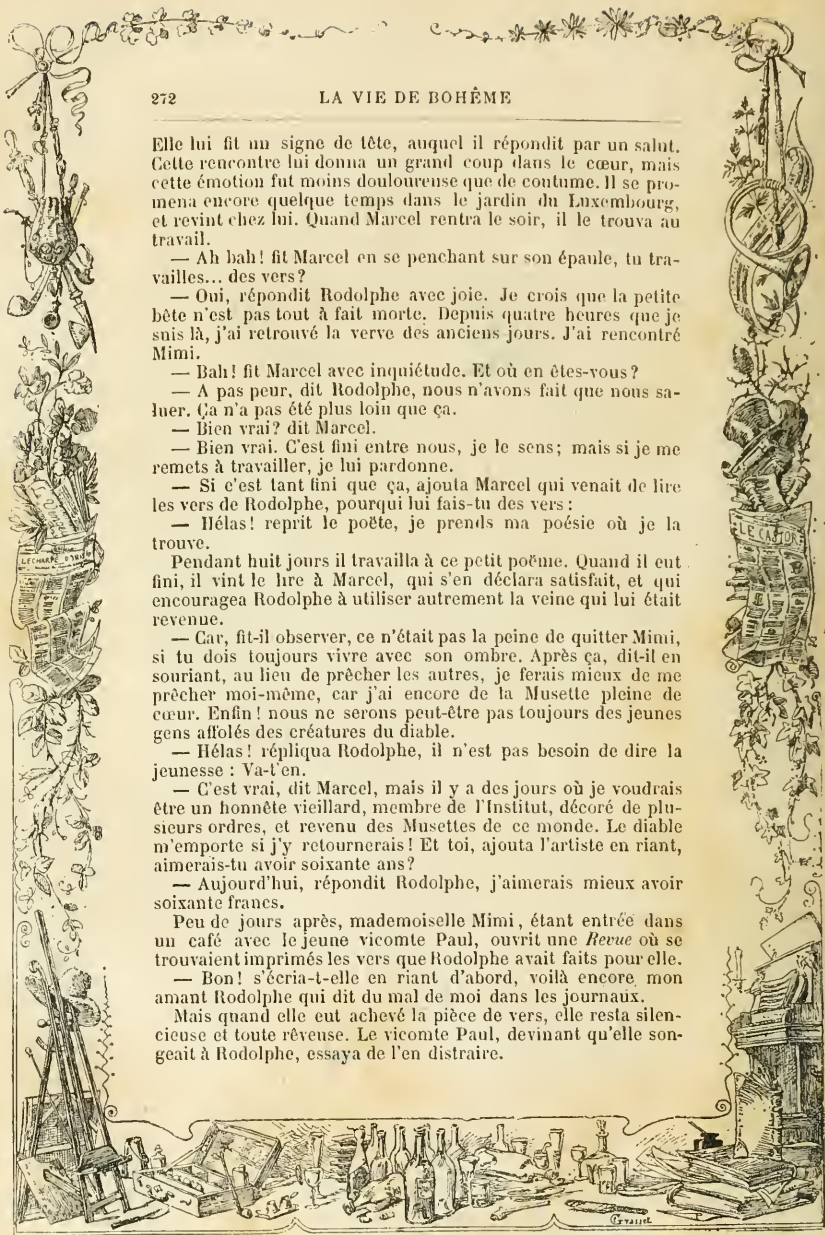 272 LA VIE DE BOHÊME
Elle lui fit un signe de tête, auquel il répondit par un salut.
Cette rencontre lui donna un grand coup dans le cœur, mais
cette émotion fut moins douloureuse que de coutume. Il se pro-
mena encore quelque temps dans le jardin du Luxembourg,
et revint chez lui. Quand Marcel rentra le soir, il le trouva au
travail.
— Ah bah! fit Marcel en se penchant sur son épaule, tu tra-
vailles... des vers?
— Oui, répondit Rodolphe avec joie. Je crois que la petite
bête n'est pas tout à fait morte. Depuis quatre heures que je
suis là, j'ai retrouvé la verve des anciens jours. J'ai rencontré
Mimi.
— Bah! fit Marcel avec inquiétude. Et où en êtes-vous?
— A pas peur, dit Rodolphe, nous n'avons fait que nous sa-
luer. Ça n'a pas été plus loin que ça.
— Bien vrai? dit Marcel.
— Bien vrai. C'est fini entre nous, je le sens; mais si je me
remets à travailler, je lui pardonne.
— Si c'est tant fini que ça, ajouta Marcel qui venait de lire
les vers de Rodolphe, pourqui lui fais-tu des vers :
— Hélas! reprit le poëte, je prends ma poésie où je la
trouve.
Pendant huit jours il travailla à ce petit poëme. Quand il eut
fini, il vint le lire à Marcel, qui s'en déclara satisfait, et qui
encouragea Rodolphe à utiliser autrement la veine qui lui était
revenue.
— Car, fit-il observer, ce n'était pas la peine de quitter Mimi,
si tu dois toujours vivre avec son ombre. Après ça, dit-il en
souriant, au lieu de prêcher les autres, je ferais mieux de me
prêcher moi-même, car j'ai encore de la Musette pleine de
cœur. Enfin! nous ne serons peut-être pas toujours des jeunes
gens affolés des créatures du diable.
— Hélas! répliqua Rodolphe, il n'est pas besoin de dire la
jeunesse : Va-t'en.
— C'est vrai, dit Marcel, mais il y a des jours où je voudrais
être un honnête vieillard, membre de l'Institut, décoré de plu-
sieurs ordres, et revenu des Musettes de ce monde. Le diable
m'emporte si j'y retournerais! Et toi, ajouta l'artiste en riant,
aimerais-tu avoir soixante ans?
— Aujourd'hui, répondit Rodolphe, j'aimerais mieux avoir
soixante francs.
Peu de jours après, mademoiselle Mimi, étant entrée dans
un café avec le jeune vicomte Paul, ouvrit une Revue où se
trouvaient imprimés les vers que Rodolphe avait faits pour elle.
— Bon! s'écria-t-elle en riant d'abord, voilà encore mon
amant Rodolphe qui dit du mal de moi dans les journaux.
Mais quand elle eut achevé la pièce de vers, elle resta silen-
cieuse et toute rêveuse. Le vicomte Paul, devinant qu'elle son-
geait à Rodolphe, essaya de l'en distraire.
LECHARPE
LE CASTOR
Grasset